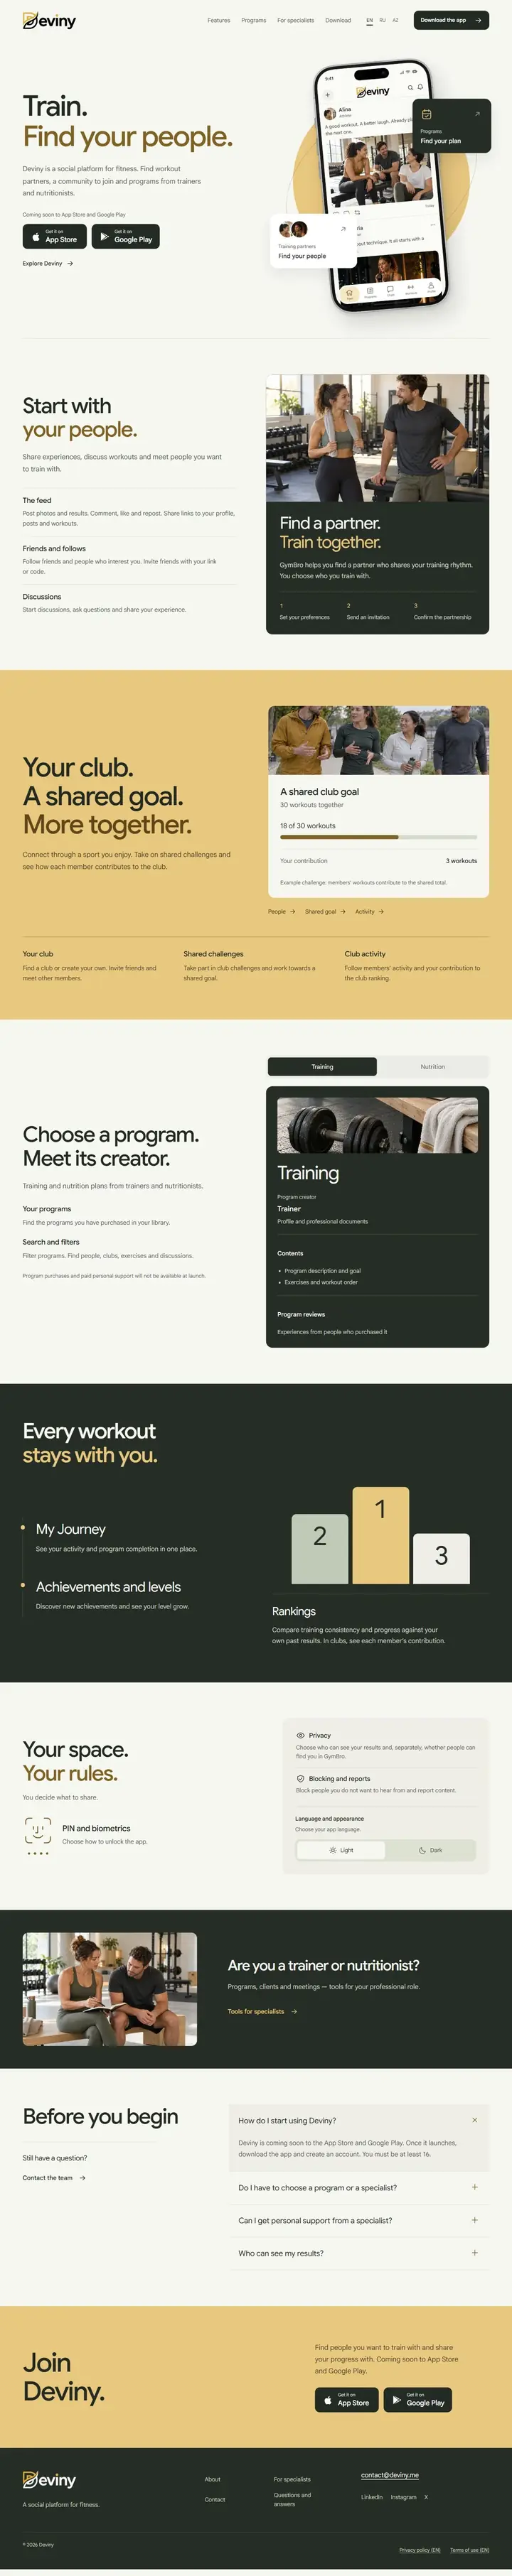 Deviny
Features
Programs
For specialists
Download
EN
RU
AZ
Download the app
Train.
Find your people.
Deviny is a social platform for fitness. Find workout
partners, a community to join and programs from trainers
and nutritionists.
Coming soon to App Store and Google Play
Get it on
App Store
Get it on
Google Play
Explore Deviny
9:41
Deviny
Alina
A good workout. A better laugh. Already pl
the next one.
Programs
Find your plan
Training partners
Find your people
out technique. It all starts with a
Start with
your people.
Share experiences, discuss workouts and meet people you want
to train with.
The feed
Post photos and results. Comment, like and repost. Share links to your profile,
posts and workouts.
Friends and follows
Follow friends and people who interest you. Invite friends with your link
or code.
Discussions
Start discussions, ask questions and share your experience.
Find a partner.
Train together.
GymBro helps you find a partner who shares your training rhythm.
You choose who you train with.
1
Set your preferences
2
Send an invitation
3
Confirm the partnership
Your club.
A shared goal.
More together.
Connect through a sport you enjoy. Take on shared challenges and
see how each member contributes to the club.
A shared club goal
30 workouts together
18 of 30 workouts
Your contribution
3 workouts
Example challenge: members' workouts contribute to the shared total.
People
Shared goal
Activity
Your club
Find a club or create your own. Invite friends and
meet other members.
Shared challenges
Take part in club challenges and work towards a
shared goal.
Club activity
Follow members' activity and your contribution to
the club ranking.
Training
Nutrition
Choose a program.
Meet its creator.
Training and nutrition plans from trainers and nutritionists.
Your programs
Find the programs you have purchased in your library.
Search and filters
Filter programs. Find people, clubs, exercises and discussions.
Program purchases and paid personal support will not be available at launch.
Training
Program creator
Trainer
Profile and professional documents
Contents
• Program description and goal
• Exercises and workout order
Program reviews
Experiences from people who purchased it
Every workout
stays with you.
My Journey
See your activity and program completion in one place.
Achievements and levels
Discover new achievements and see your level grow.
2
1
3
Rankings
Compare training consistency and progress against your
own past results. In clubs, see each member's contribution.
Your space.
Your rules.
You decide what to share.
PIN and biometrics
Choose how to unlock the app.
Privacy
Choose who can see your results and, separately, whether people can
find you in GymBro.
Blocking and reports
Block people you do not want to hear from and report content.
Language and appearance
Choose your app language.
Light
Dark
Are you a trainer or nutritionist?
Programs, clients and meetings — tools for your professional role.
Tools for specialists
Before you begin
Still have a question?
Contact the team
How do I start using Deviny?
Deviny is coming soon to the App Store and Google Play. Once it launches,
download the app and create an account. You must be at least 16.
Do I have to choose a program or a specialist?
Can I get personal support from a specialist?
Who can see my results?
Join
Deviny.
Find people you want to train with and share
your progress with. Coming soon to App Store
and Google Play.
Get it on
App Store
Get it on
Google Play
Deviny
A social platform for fitness.
About
Contact
For specialists
Questions and
answers
contact@deviny.me
LinkedIn
Instagram
X
© 2026 Deviny
Privacy policy (EN)
Terms of use (EN)